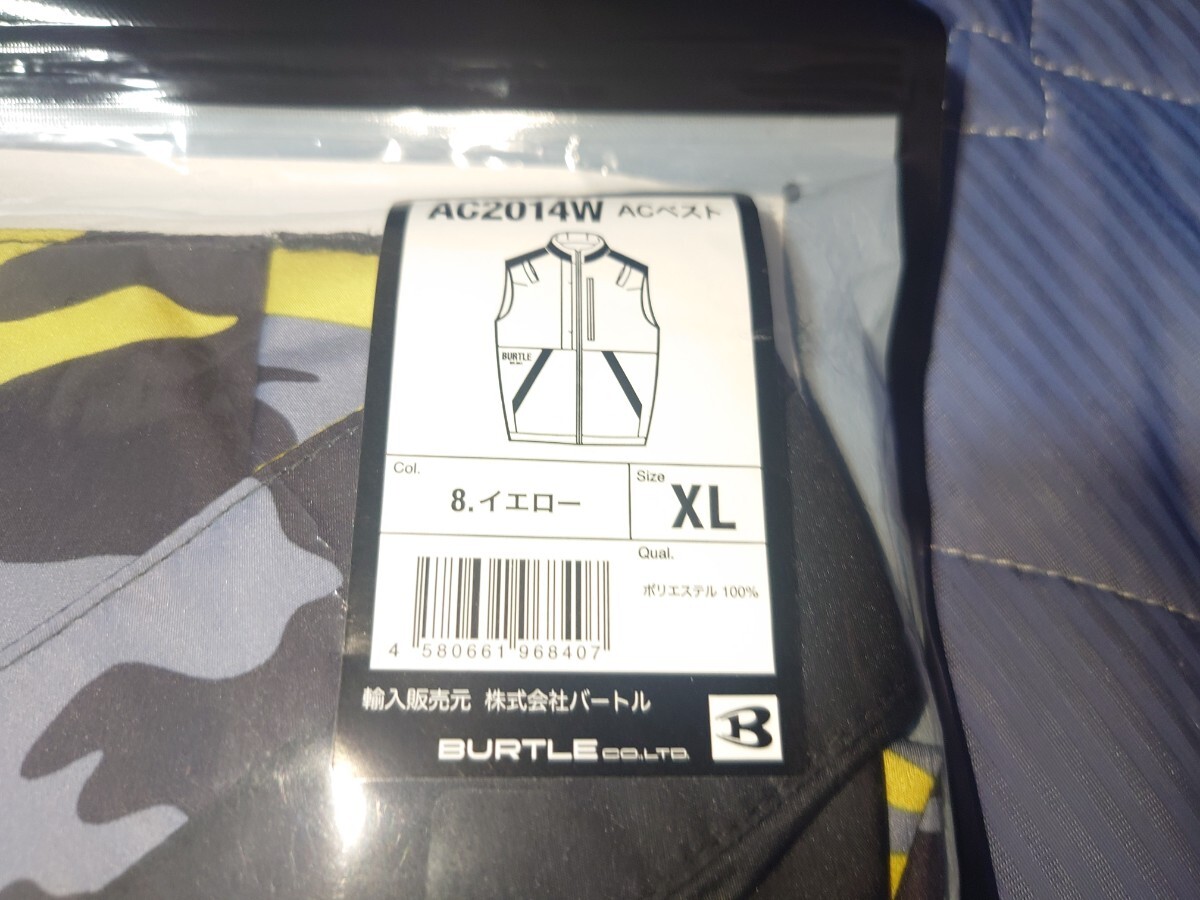 AC2014W ACベスト
BURTLE
Col.
8.イエロー
Size
XL
Qual.
ポリエステル 100%
4 580661 968407
輸入販売元 株式会社バートル
BURTLE CO.,LTD.
B